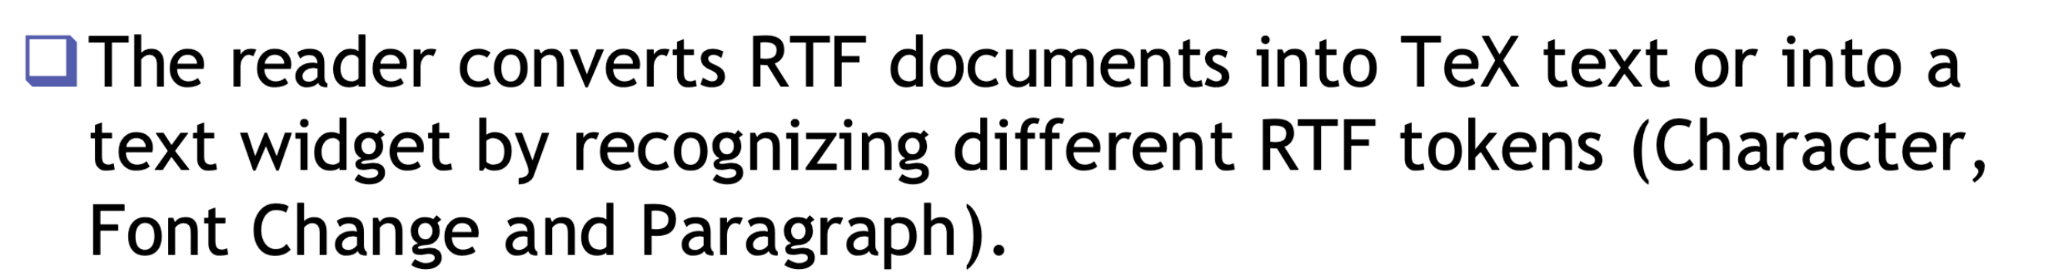 The reader converts RTF documents into TeX text or into a
text widget by recognizing different RTF tokens (Character,
Font Change and Paragraph).